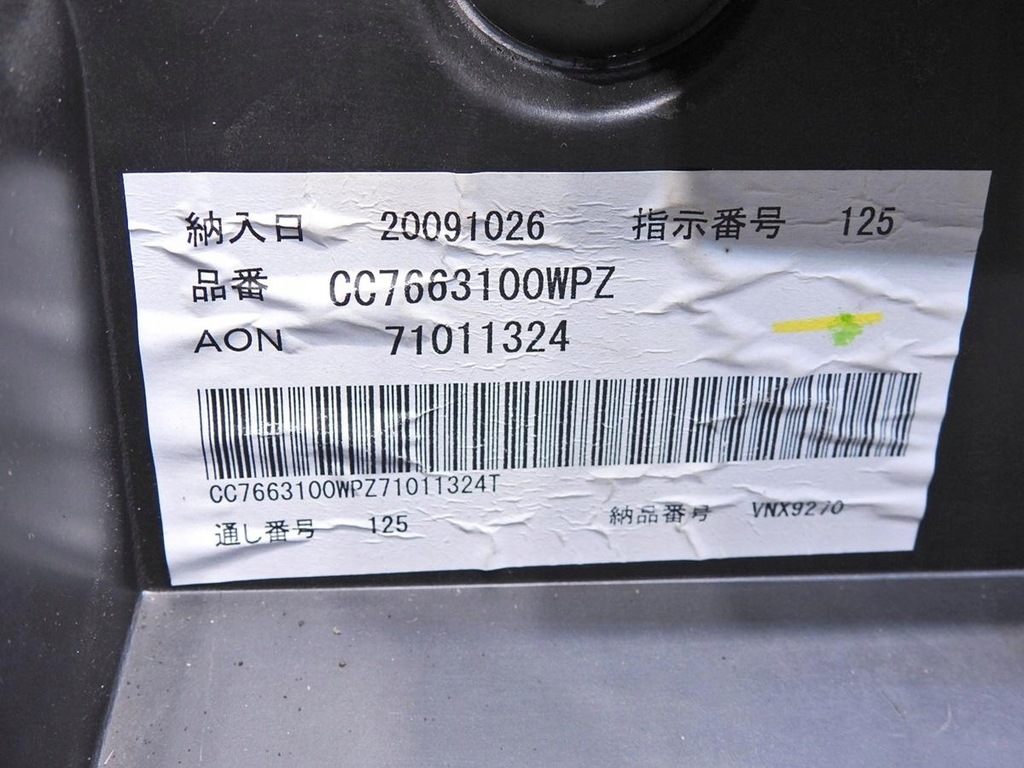 納入日 20091026 指示番号 125
品番 CC7663100WPZ
AON 71011324
CC7663100WPZ71011324T
通し番号 125 納品番号 VNX9270